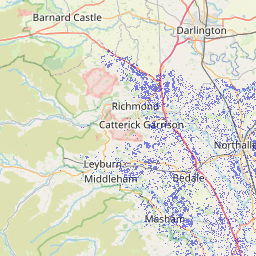 Barnard Castle
Darlington
Richmond
Catterick Garrison
Northalle
Leyburn
Middleham
Bedale
Masham